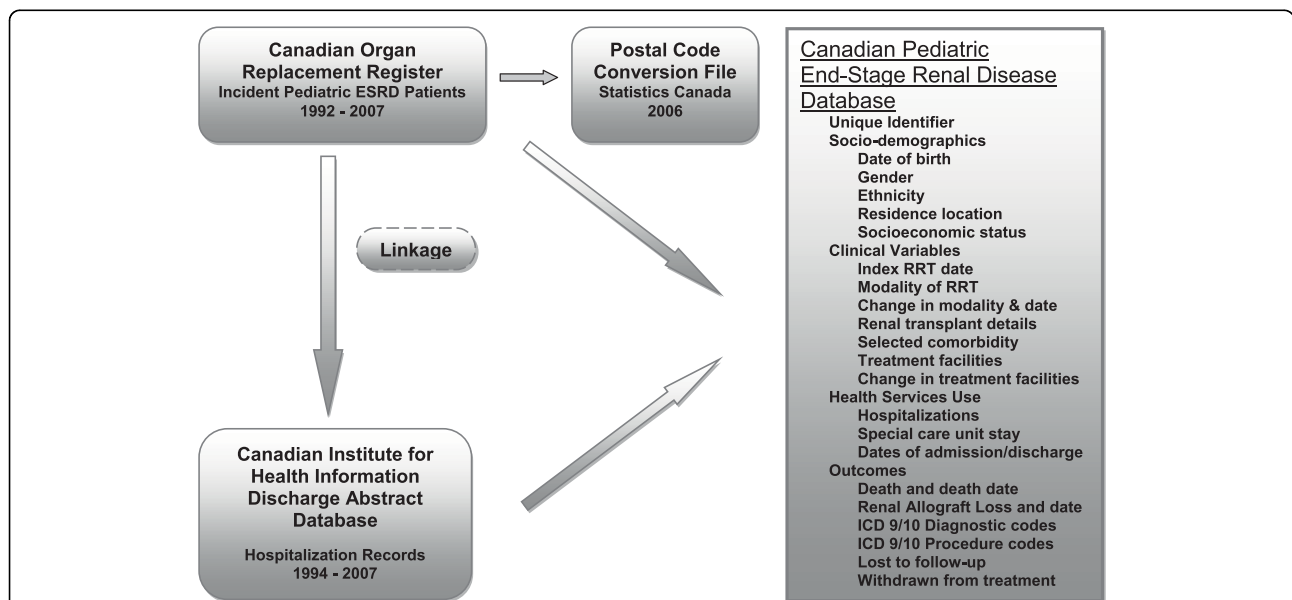 Canadian Organ
Replacement Register
Incident Pediatric ESRD Patients
1992 - 2007
Postal Code
Conversion File
Statistics Canada
2006
Linkage
Canadian Institute for
Health Information
Discharge Abstract
Database
Hospitalization Records
1994 - 2007
Canadian Pediatric
End-Stage Renal Disease
Database
Unique Identifier
Socio-demographics
Date of birth
Gender
Ethnicity
Residence location
Socioeconomic status
Clinical Variables
Index RRT date
Modality of RRT
Change in modality & date
Renal transplant details
Selected comorbidity
Treatment facilities
Change in treatment facilities
Health Services Use
Hospitalizations
Special care unit stay
Dates of admission/discharge
Outcomes
Death and death date
Renal Allograft Loss and date
ICD 9/10 Diagnostic codes
ICD 9/10 Procedure codes
Lost to follow-up
Withdrawn from treatment